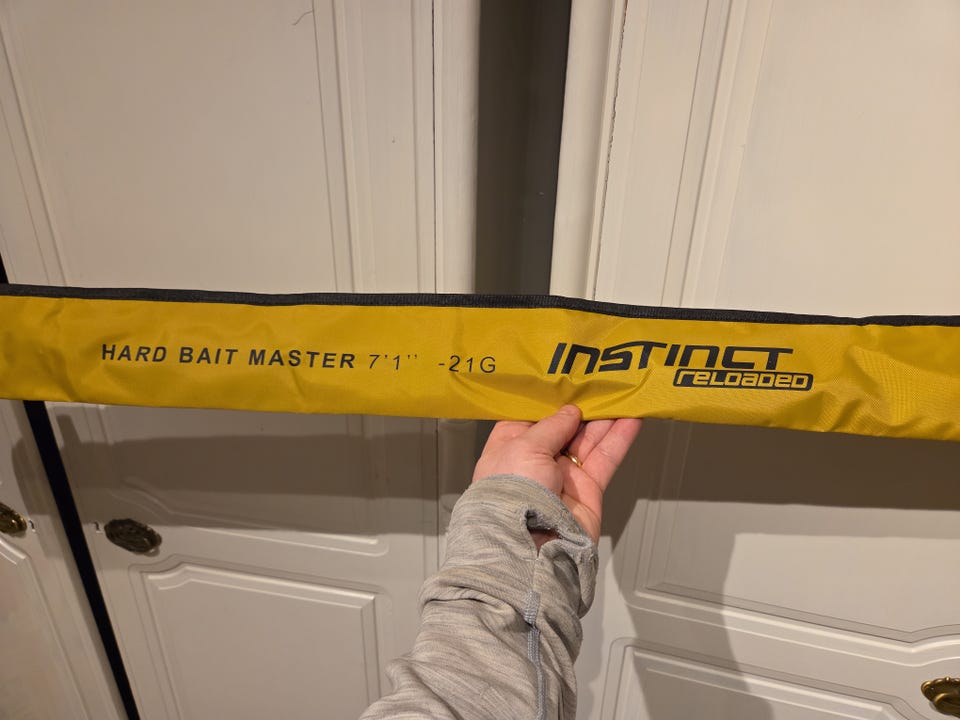 HARD BAIT MASTER 7'1'' -21G
INSTINCT
reLOADeD